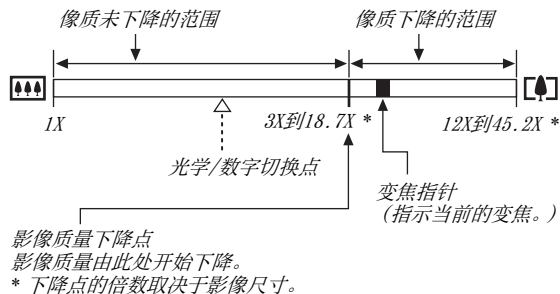 像质未下降的范围
像质下降的范围
1X
3X到18.7X *
12X到45.2X *
光学/数字切换点
变焦指针
(指示当前的变焦。)
影像质量下降点
影像质量由此处开始下降。
* 下降点的倍数取决于影像尺寸。